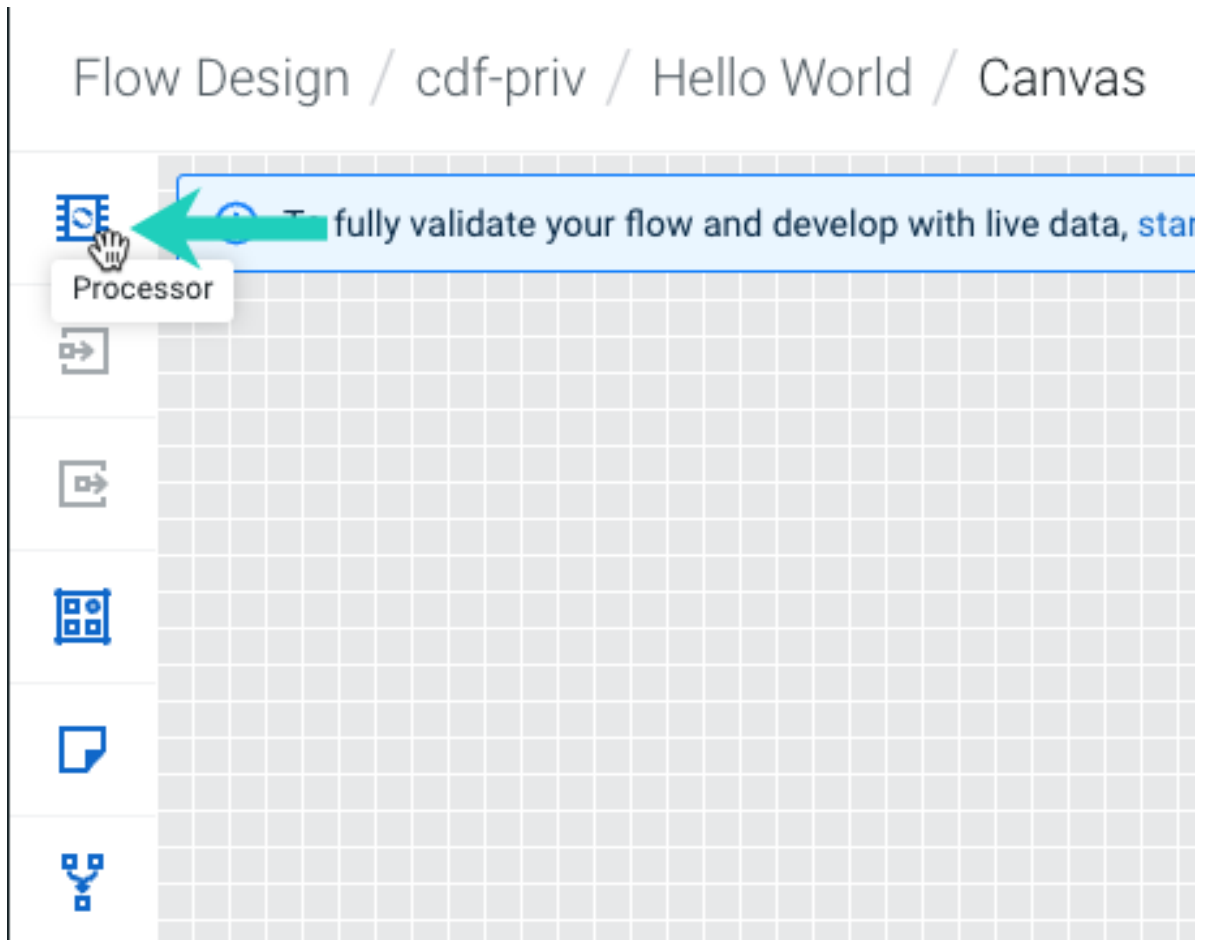 Flow Design / cdf-priv / Hello World / Canvas
fully validate your flow and develop with live data,
Processor